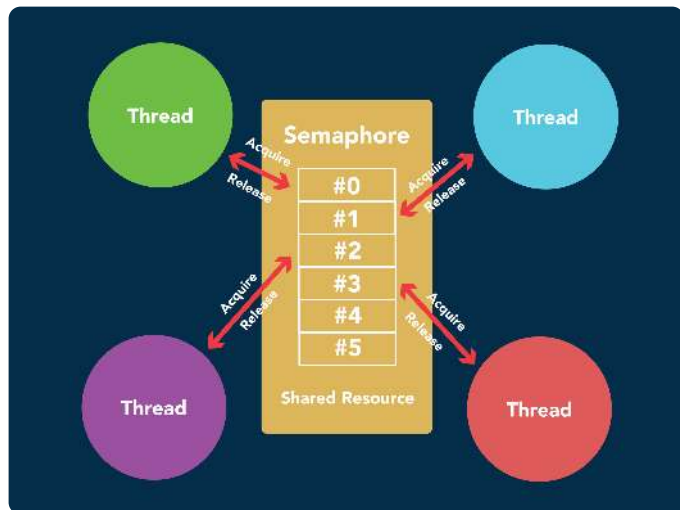 Thread
Thread
Semaphore
Acquire
Release
Acquire
Release
#0
#1
#2
#3
#4
#5
Acquire
Release
Acquire
Release
Shared Resource
Thread
Thread